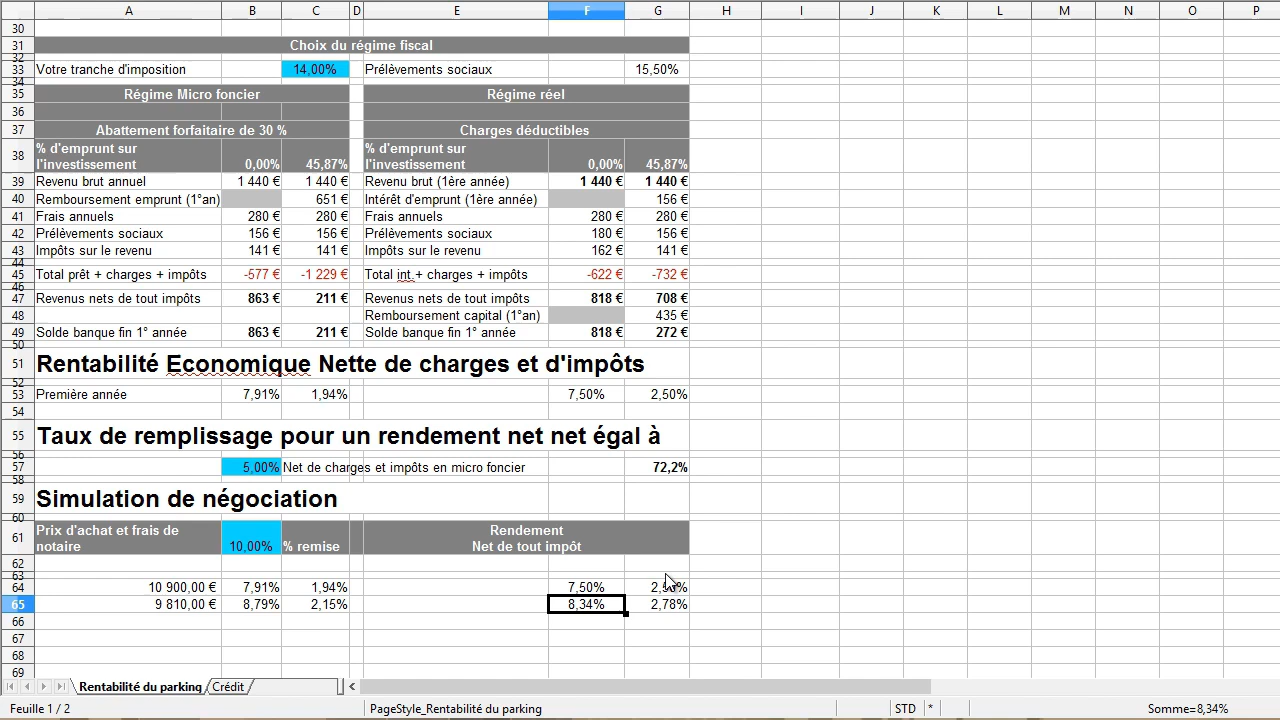 A B C D E F G H I J K L M N O P
30
31 Choix du régime fiscal
32
33 Votre tranche d'imposition 14,00% Prélèvements sociaux 15,50%
34
35 Régime Micro foncier Régime réel
36
37 Abattement forfaitaire de 30 % Charges déductibles
38 % d'emprunt sur l'investissement 0,00% 45,87% % d'emprunt sur l'investissement 0,00% 45,87%
39 Revenu brut annuel 1 440 € 1 440 € Revenu brut (1ère année) 1 440 € 1 440 €
40 Remboursement emprunt (1°an) 651 € Intérêt d'emprunt (1ère année) 156 €
41 Frais annuels 280 € 280 € Frais annuels 280 € 280 €
42 Prélèvements sociaux 156 € 156 € Prélèvements sociaux 180 € 156 €
43 Impôts sur le revenu 141 € 141 € Impôts sur le revenu 162 € 141 €
44
45 Total prêt + charges + impôts -577 € -1 229 € Total int.+ charges + impôts -622 € -732 €
46
47 Revenus nets de tout impôts 863 € 211 € Revenus nets de tout impôts 818 € 708 €
48 Remboursement capital (1°an) 435 €
49 Solde banque fin 1° année 863 € 211 € Solde banque fin 1° année 818 € 272 €
50
51 Rentabilité Economique Nette de charges et d'impôts
52
53 Première année 7,91% 1,94% 7,50% 2,50%
54
55 Taux de remplissage pour un rendement net net égal à
56
57 5,00% Net de charges et impôts en micro foncier 72,2%
58
59 Simulation de négociation
60
61 Prix d'achat et frais de notaire 10,00% % remise Rendement Net de tout impôt
62
63
64 10 900,00 € 7,91% 1,94% 7,50%
65 9 810,00 € 8,79% 2,15% 8,34% 2,78%
66
67
68
69
Rentabilité du parking Crédit
Feuille 1 / 2 PageStyle_Rentabilité du parking STD * Somme=8,34%